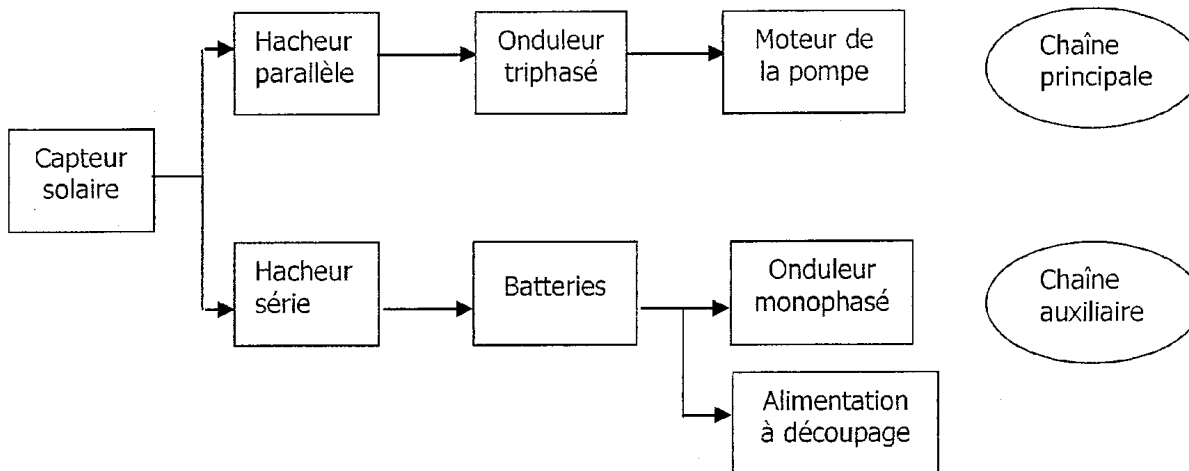 Hacheur
parallèle
Onduleur
triphasé
Moteur de
la pompe
Chaîne
principale
Capteur
solaire
Hacheur
série
Batteries
Onduleur
monophasé
Chaîne
auxiliaire
Alimentation
à découpage